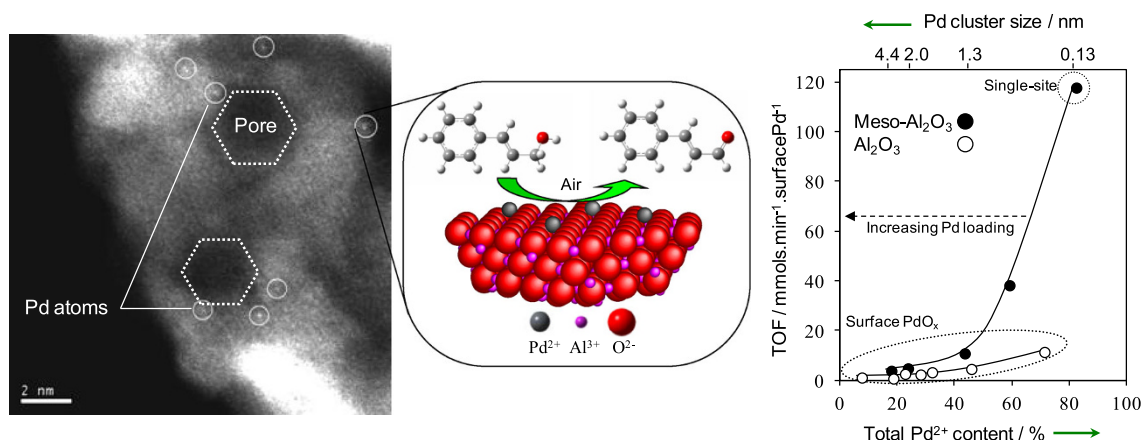 Pore
Pd atoms
2 nm
Air
Pd²⁺ Al³⁺ O²⁻
Pd cluster size / nm
4.4 2.0 1.3 0.13
120
100
80
60
40
20
0
TOF / mmols.min⁻¹.surfacePd⁻¹
Single-site
Meso-Al₂O₃
Al₂O₃
Increasing Pd loading
Surface PdOₓ
0 20 40 60 80 100
Total Pd²⁺ content / %